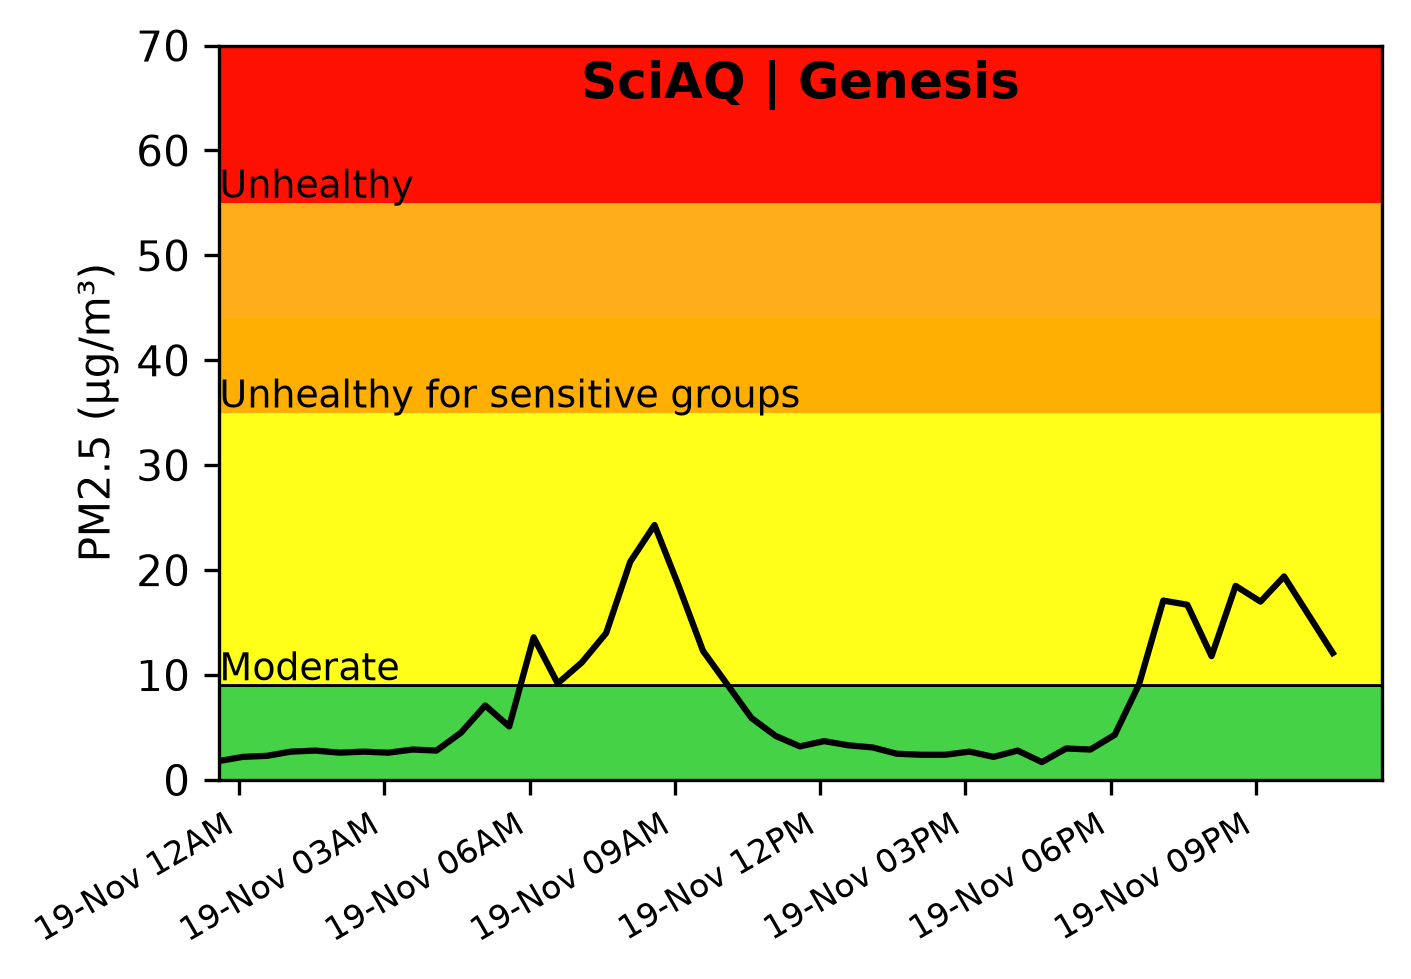 SciAQ | Genesis
70
60
50
40
30
20
10
0
PM2.5 (µg/m³)
Unhealthy
Unhealthy for sensitive groups
Moderate
19-Nov 12AM
19-Nov 03AM
19-Nov 06AM
19-Nov 09AM
19-Nov 12PM
19-Nov 03PM
19-Nov 06PM
19-Nov 09PM